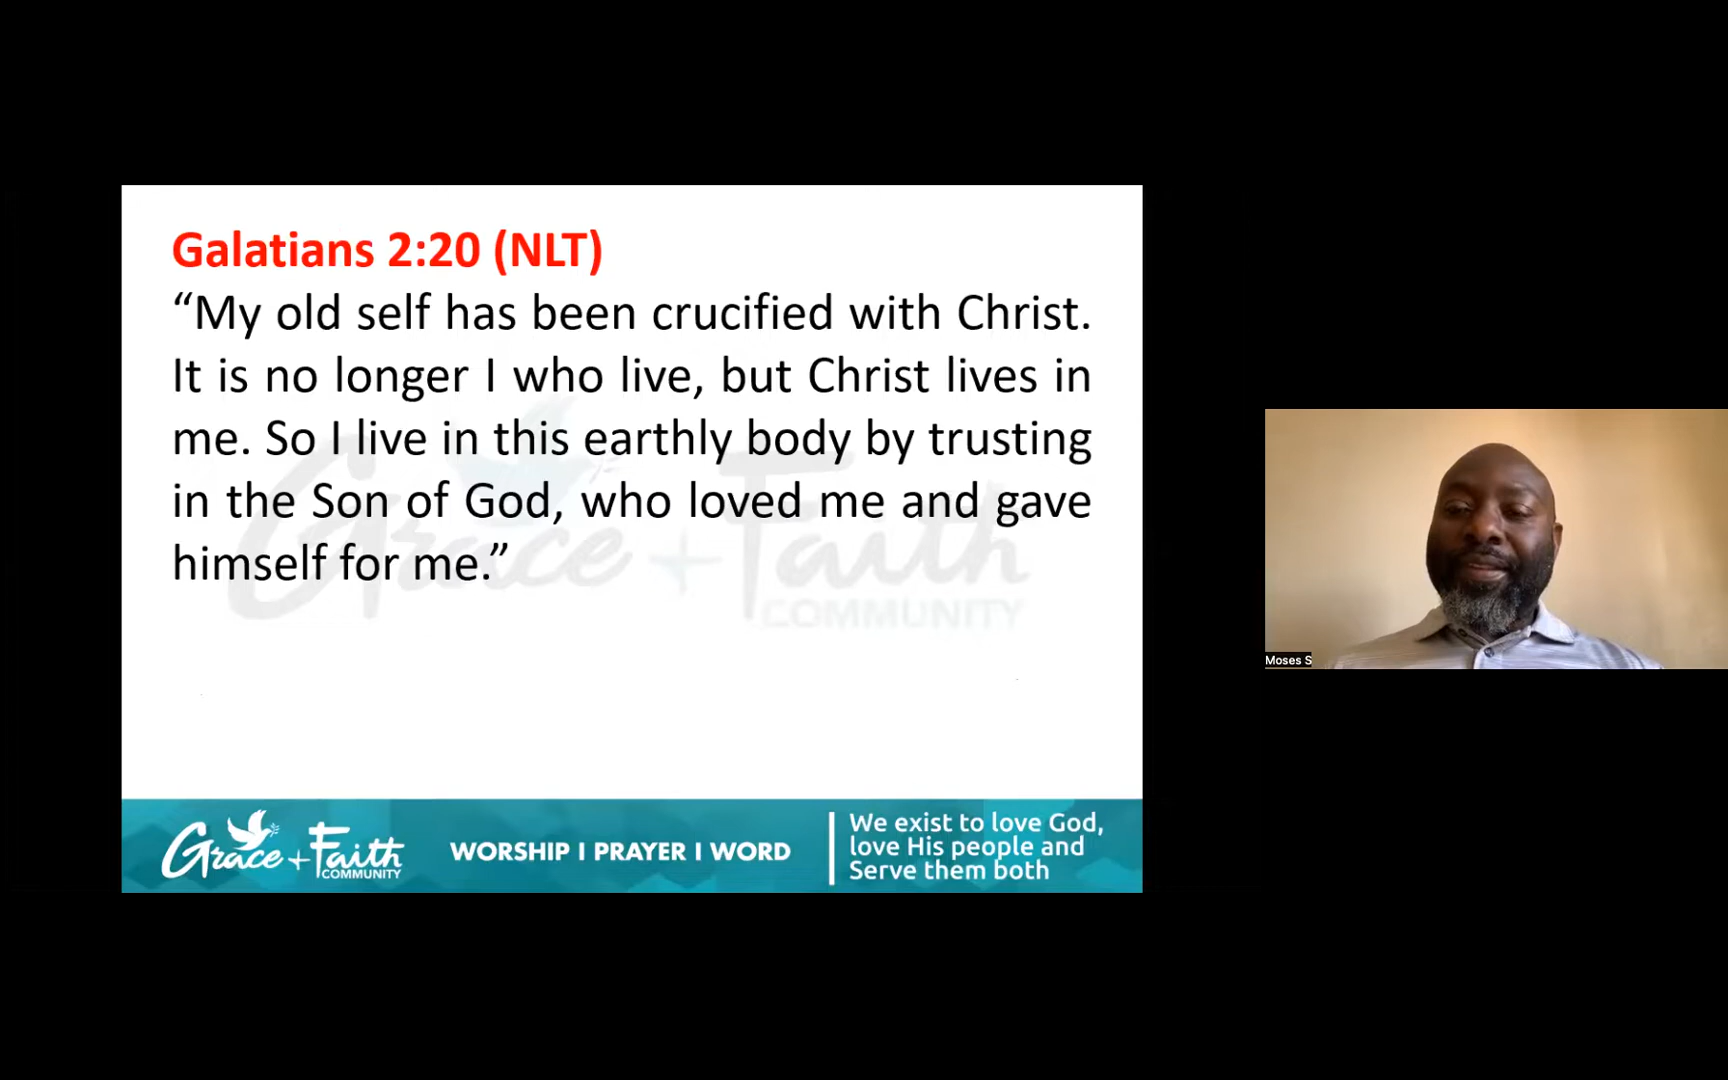 Galatians 2:20 (NLT)
“My old self has been crucified with Christ.
It is no longer I who live, but Christ lives in
me. So I live in this earthly body by trusting
in the Son of God, who loved me and gave
himself for me.”
Grace + Faith
COMMUNITY
Grace + Faith
COMMUNITY
WORSHIP I PRAYER I WORD
We exist to love God,
love His people and
Serve them both
Moses S